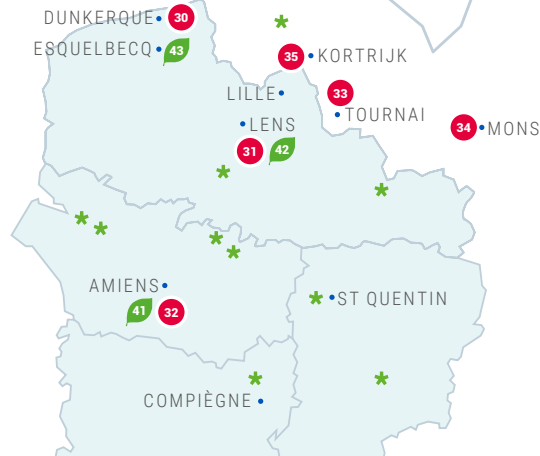 DUNKERQUE 30
ESQUELBECQ 43
35 KORTRIJK
LILLE
33
TOURNAI
LENS
34 MONS
31 42
AMIENS
41 32
ST QUENTIN
COMPIÈGNE